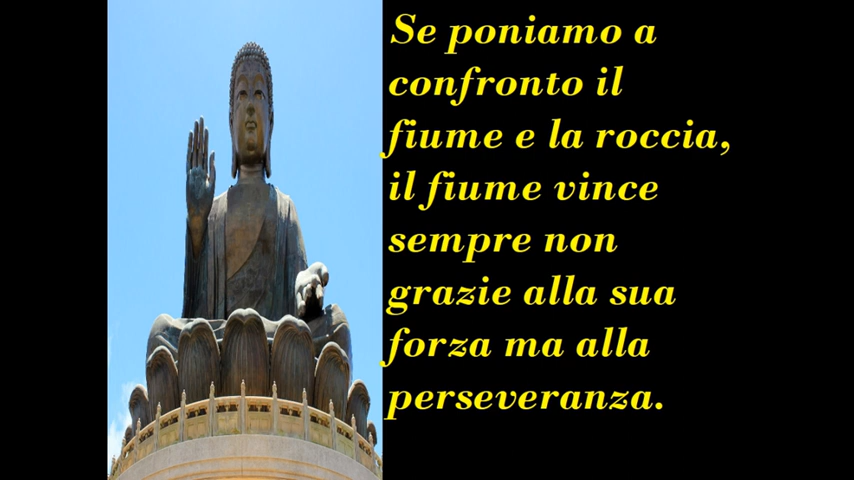 Se poniamo a
confronto il
fiume e la roccia,
il fiume vince
sempre non
grazie alla sua
forza ma alla
perseveranza.